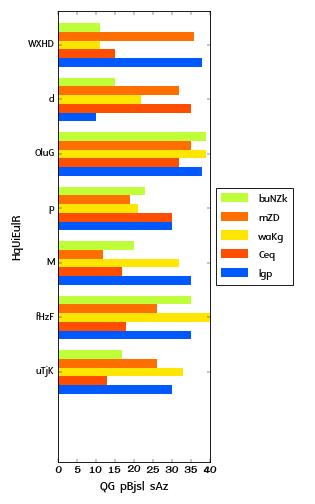 WXHD
d
OluG
p
M
fHzF
uTjK
HqUiEuIR
0 5 10 15 20 25 30 35 40
QG pBjsl sAz
buNZk
mZD
waKg
Ceq
lgp